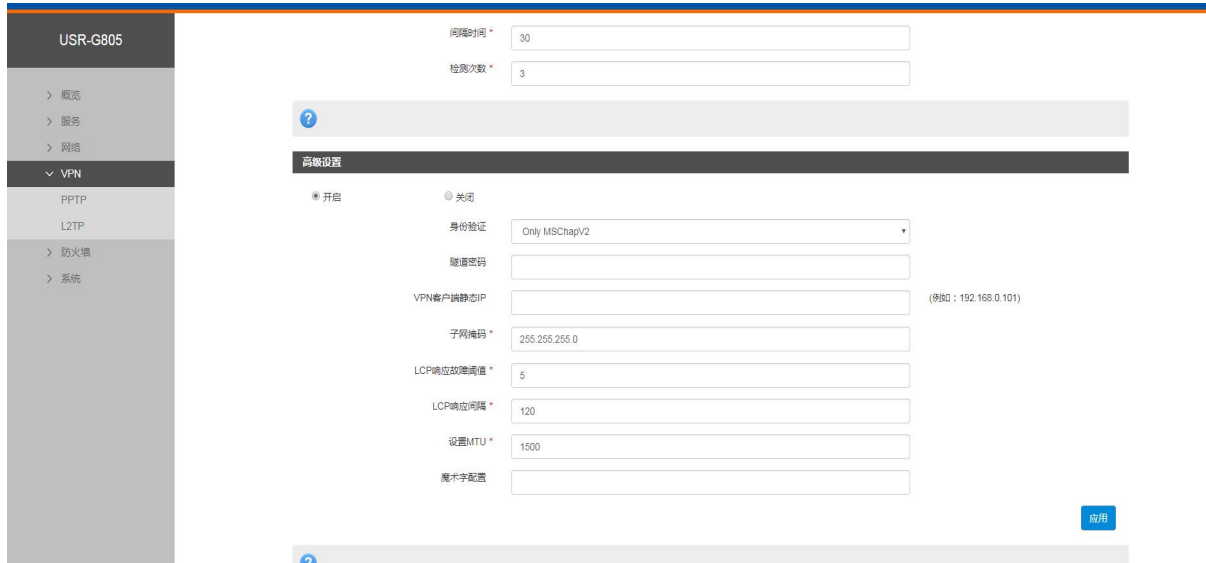 USR-G805
> 概览
> 服务
> 网络
VPN
PPTP
L2TP
> 防火墙
> 系统
间隔时间 * 30
检测次数 * 3
?
高级设置
开启 关闭
身份验证 Only MSChapV2
隧道密码
VPN客户端静态IP (例如：192.168.0.101)
子网掩码 * 255.255.255.0
LCP响应故障阈值 * 5
LCP响应间隔 * 120
设置MTU * 1500
魔术字配置
应用
?